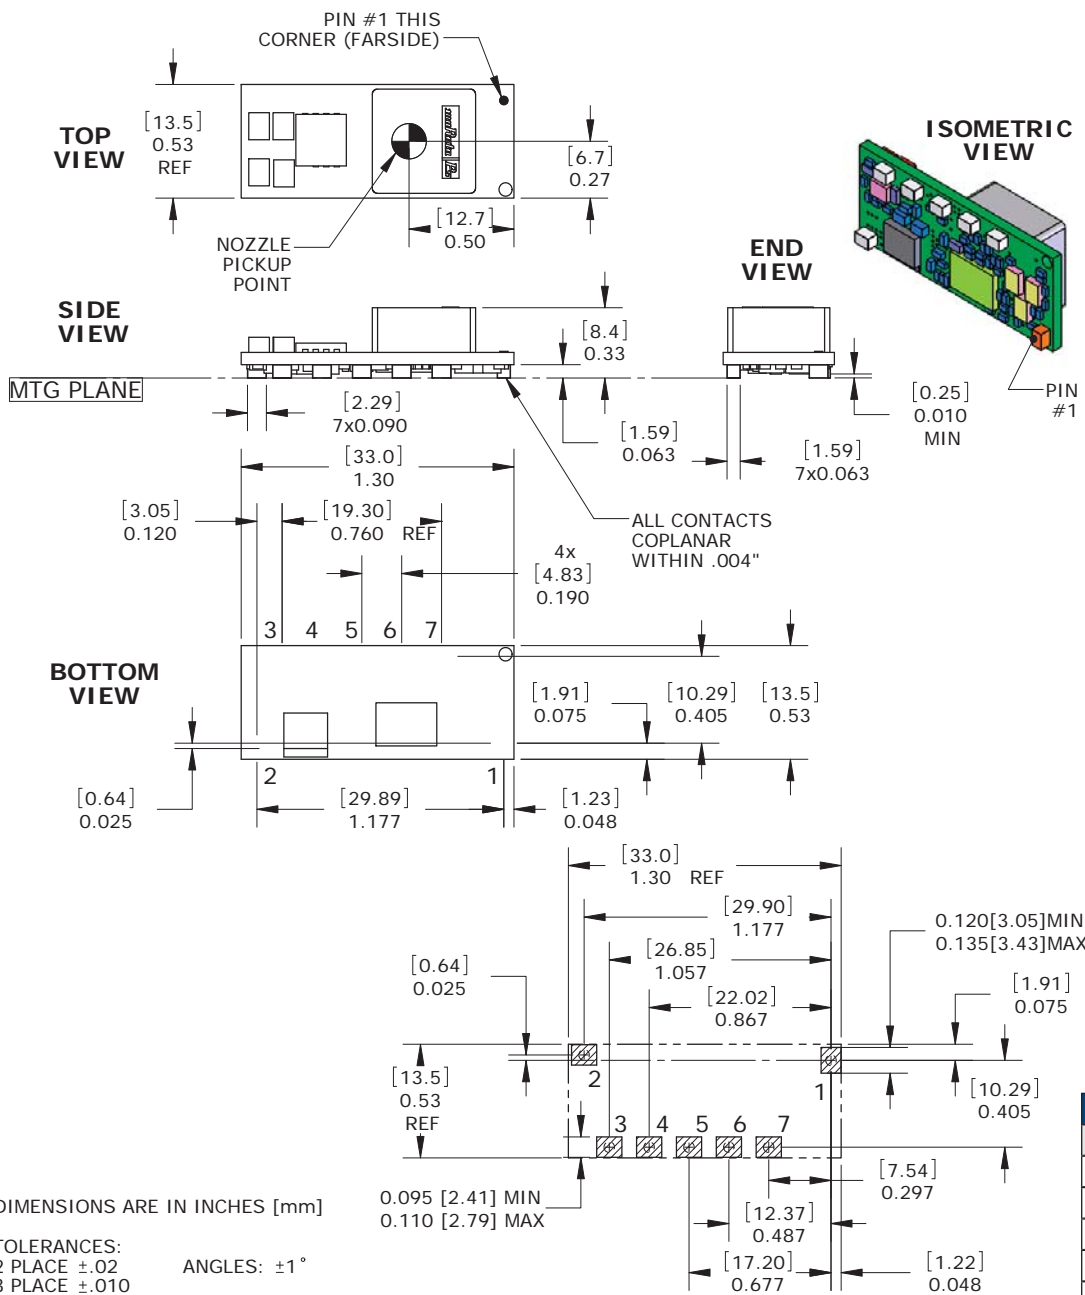 PIN #1 THIS
CORNER (FARSIDE)
TOP
VIEW
[13.5]
0.53
REF
muRata Ps
[6.7]
0.27
[12.7]
0.50
NOZZLE
PICKUP
POINT
ISOMETRIC
VIEW
PIN
#1
END
VIEW
SIDE
VIEW
[8.4]
0.33
MTG PLANE
[2.29]
7x0.090
[1.59]
0.063
[0.25]
0.010
MIN
[1.59]
7x0.063
[33.0]
1.30
[3.05]
0.120
[19.30]
0.760 REF
ALL CONTACTS
COPLANAR
WITHIN .004"
4x
[4.83]
0.190
3 4 5 6 7
BOTTOM
VIEW
[1.91]
0.075
[10.29]
0.405
[13.5]
0.53
2 1
[0.64]
0.025
[29.89]
1.177
[1.23]
0.048
[33.0]
1.30 REF
[29.90]
1.177
0.120[3.05]MIN
0.135[3.43]MAX
[26.85]
1.057
[0.64]
0.025
[22.02]
0.867
[1.91]
0.075
[13.5]
0.53
REF
2
1
[10.29]
0.405
3 4 5 6 7
0.095 [2.41] MIN
0.110 [2.79] MAX
[7.54]
0.297
[12.37]
0.487
[17.20]
0.677
[1.22]
0.048
DIMENSIONS ARE IN INCHES [mm]
TOLERANCES:
2 PLACE ±.02 ANGLES: ±1°
3 PLACE ±.010